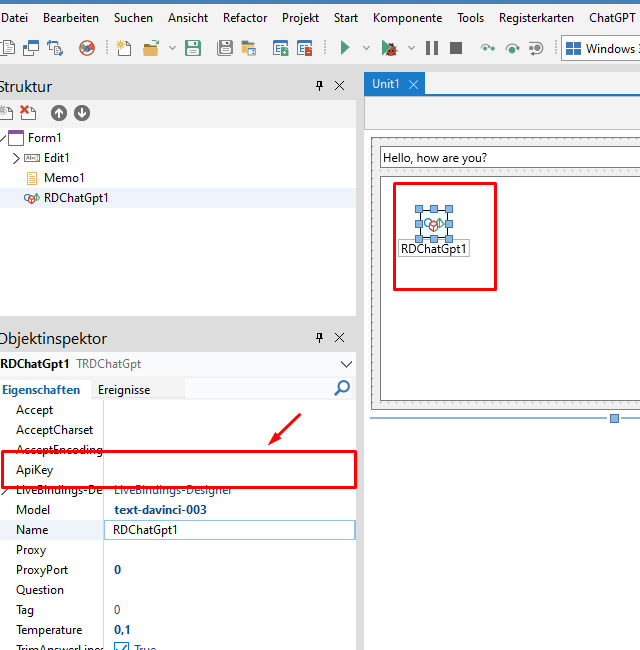 Datei Bearbeiten Suchen Ansicht Refactor Projekt Start Komponente Tools Registerkarten ChatGPT
Windows 3
Struktur
Form1
Edit1
Memo1
RDChatGpt1
Unit1
Hello, how are you?
RDChatGpt1
Objektinspektor
RDChatGpt1 TRDChatGpt
Eigenschaften Ereignisse
Accept
AcceptCharset
AcceptEncoding
ApiKey
LiveBindings-De LiveBindings-Designer
Model text-davinci-003
Name RDChatGpt1
Proxy
ProxyPort 0
Question
Tag 0
Temperature 0,1
TrimAnswerLines True